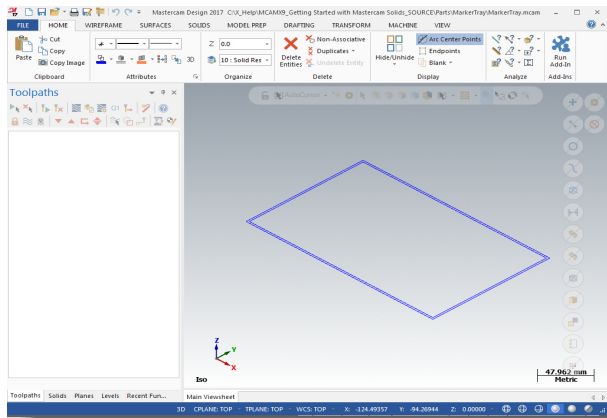 Mastercam Design 2017 C:\X_Help\MCAMX9_Getting Started with Mastercam Solids_SOURCE\Parts\MarkerTray\MarkerTray.mcam
FILE HOME WIREFRAME SURFACES SOLIDS MODEL PREP DRAFTING TRANSFORM MACHINE VIEW
Paste
Cut
Copy
Copy Image
3D
Z 0.0
10 : Solid Res
Delete Entities
Non-Associative
Duplicates
Undelete Entity
Hide/Unhide
Arc Center Points
Endpoints
Blank
Run Add-In
Clipboard Attributes Organize Delete Display Analyze Add-Ins
Toolpaths
AutoCursor
G1
Z
Y
X
Iso
47.962 mm
Metric
Toolpaths Solids Planes Levels Recent Fun...
Main Viewsheet
3D CPLANE: TOP TPLANE: TOP WCS: TOP X: -124.49357 Y: -94.26944 Z: 0.00000